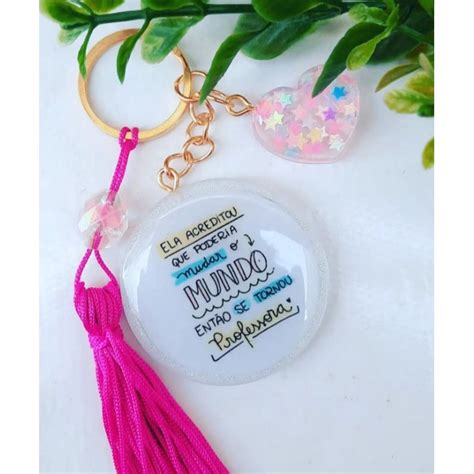 ELA ACREDITOU
QUE PODERIA
mudar o
MUNDO
ENTÃO SE TORNOU
Professora